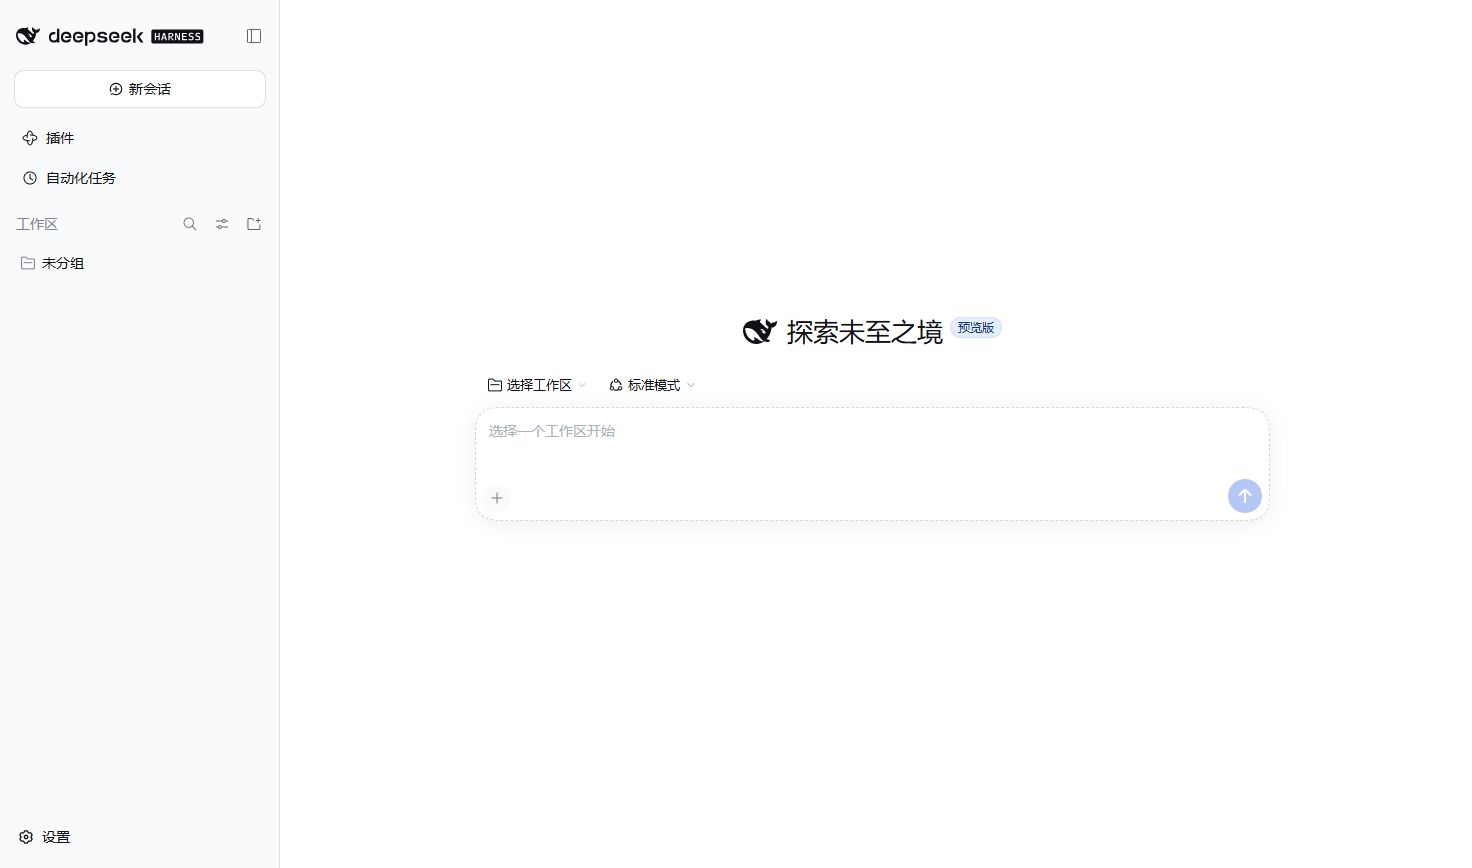 deepseek HARNESS
新会话
插件
自动化任务
工作区
未分组
探索未至之境 预览版
选择工作区 标准模式
选择一个工作区开始
设置